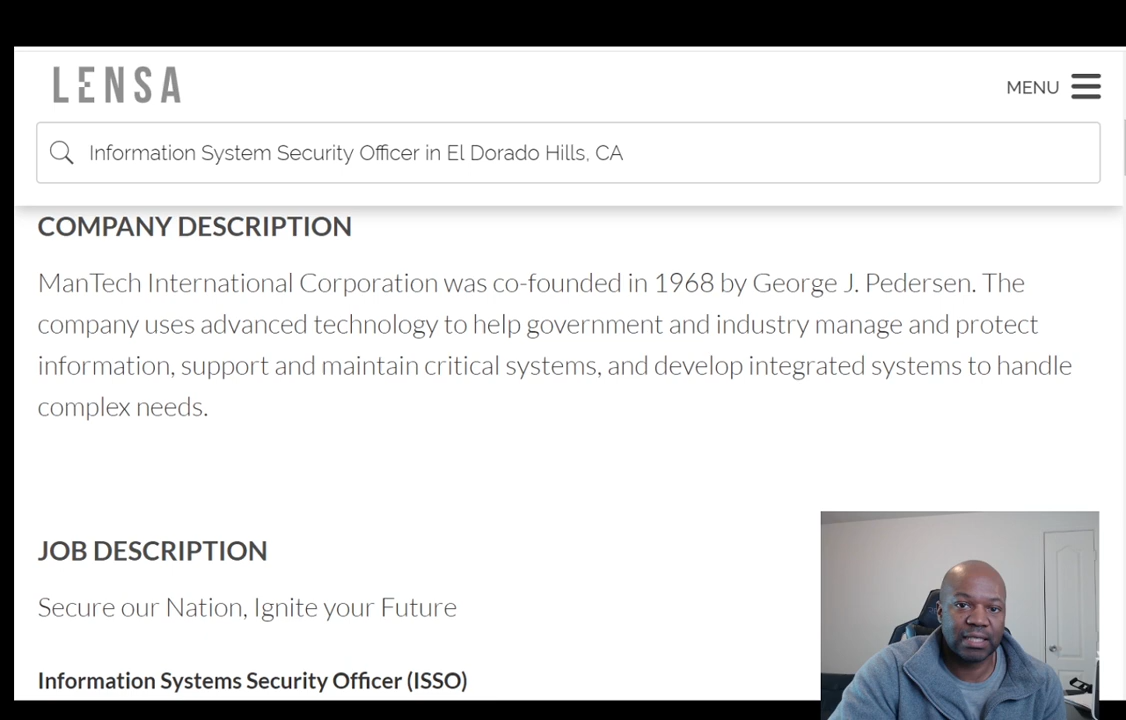 LENSA
MENU
Information System Security Officer in El Dorado Hills, CA
COMPANY DESCRIPTION
ManTech International Corporation was co-founded in 1968 by George J. Pedersen. The
company uses advanced technology to help government and industry manage and protect
information, support and maintain critical systems, and develop integrated systems to handle
complex needs.
JOB DESCRIPTION
Secure our Nation, Ignite your Future
Information Systems Security Officer (ISSO)